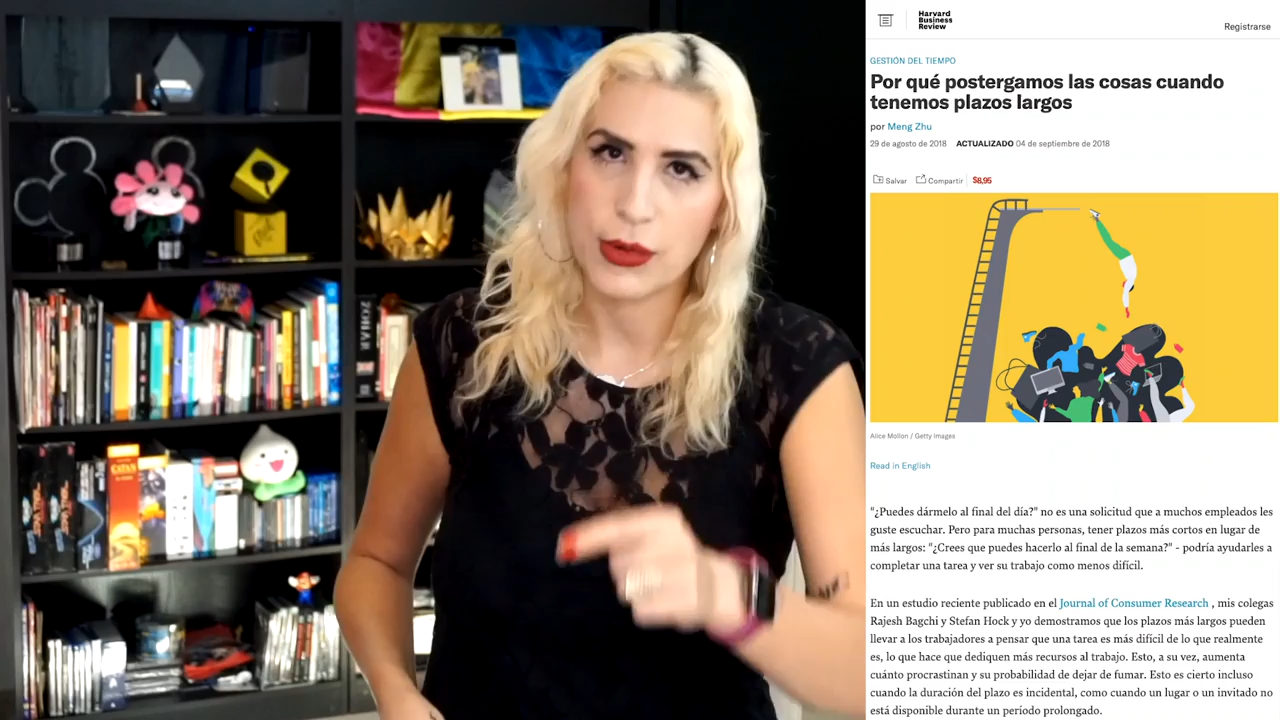 Harvard
Business
Review
Registrarse
GESTIÓN DEL TIEMPO
Por qué postergamos las cosas cuando
tenemos plazos largos
por Meng Zhu
29 de agosto de 2018 ACTUALIZADO 04 de septiembre de 2018
Salvar Compartir $8,95
Alice Mollon / Getty Images
Read in English
"¿Puedes dármelo al final del día?" no es una solicitud que a muchos empleados les
guste escuchar. Pero para muchas personas, tener plazos más cortos en lugar de
más largos: "¿Crees que puedes hacerlo al final de la semana?" - podría ayudarles a
completar una tarea y ver su trabajo como menos difícil.
En un estudio reciente publicado en el Journal of Consumer Research , mis colegas
Rajesh Bagchi y Stefan Hock y yo demostramos que los plazos más largos pueden
llevar a los trabajadores a pensar que una tarea es más difícil de lo que realmente
es, lo que hace que dediquen más recursos al trabajo. Esto, a su vez, aumenta
cuánto procrastinan y su probabilidad de dejar de fumar. Esto es cierto incluso
cuando la duración del plazo es incidental, como cuando un lugar o un invitado no
está disponible durante un período prolongado.
CATAN